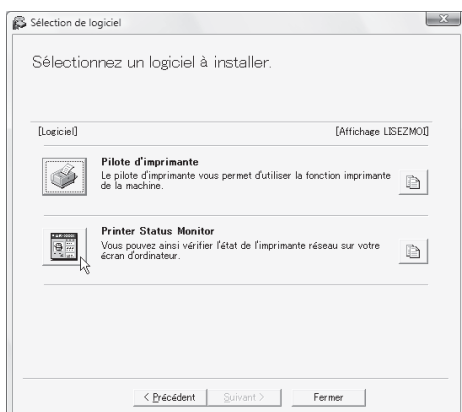 Sélection de logiciel
Sélectionnez un logiciel à installer.
[Logiciel] [Affichage LISEZMOI]
Pilote d'imprimante
Le pilote d'imprimante vous permet d'utiliser la fonction imprimante
de la machine.
Printer Status Monitor
Vous pouvez ainsi vérifier l'état de l'imprimante réseau sur votre
écran d'ordinateur.
< Précédent Suivant > Fermer